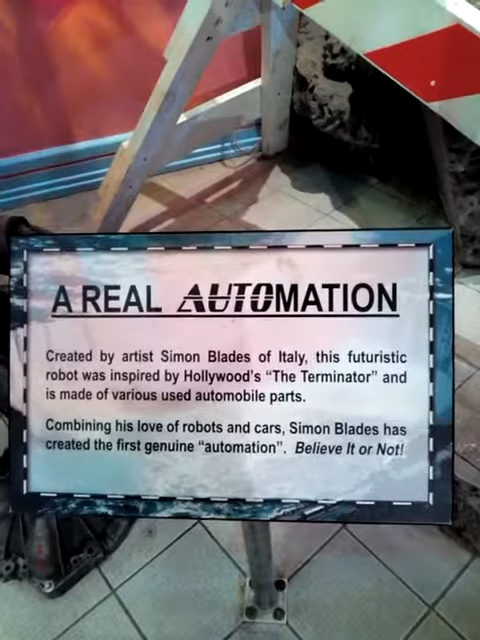 A REAL AUTOMATION
Created by artist Simon Blades of Italy, this futuristic
robot was inspired by Hollywood's "The Terminator" and
is made of various used automobile parts.
Combining his love of robots and cars, Simon Blades has
created the first genuine "automation". Believe It or Not!